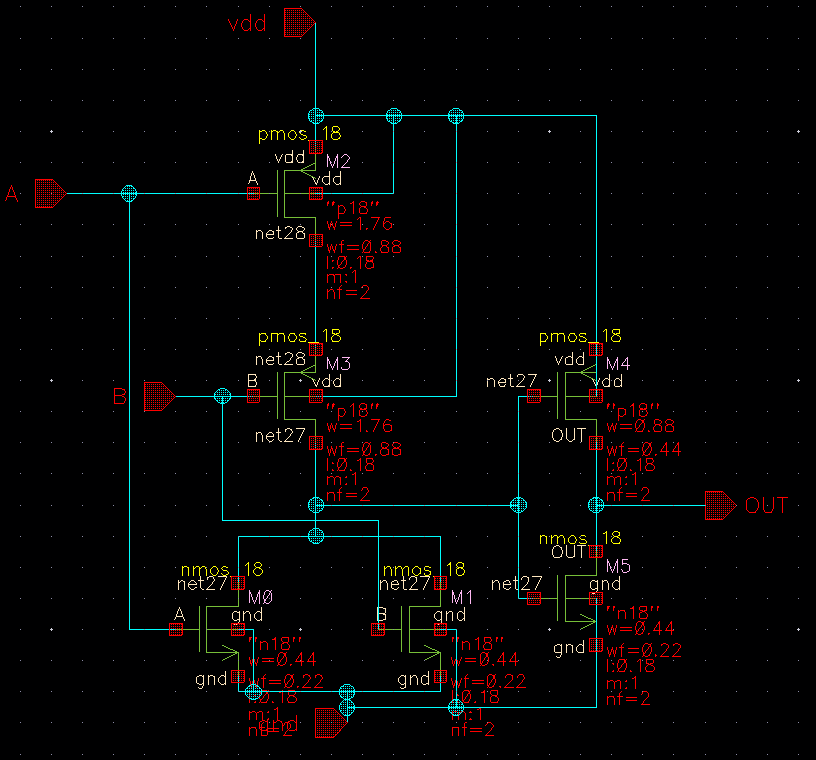 vdd
pmos_18
vdd
M2
A
A
vdd
"p18"
w=1.76
net28
wf=0.88
l:0.18
m:1
nf=2
pmos_18
net28
M3
B
B
vdd
"p18"
w=1.76
net27
wf=0.88
l:0.18
m:1
nf=2
pmos_18
vdd
M4
net27
vdd
"p18"
w=0.88
OUT
wf=0.44
l:0.18
m:1
nf=2
OUT
nmos_18
OUT
M5
net27
gnd
"n18"
w=0.44
gnd
wf=0.22
l:0.18
m:1
nf=2
nmos_18
net27
M0
A
gnd
"n18"
w=0.44
gnd
wf=0.22
l:0.18
m:1
nf=2
nmos_18
net27
M1
B
gnd
"n18"
w=0.44
gnd
wf=0.22
l:0.18
m:1
nf=2
gnd